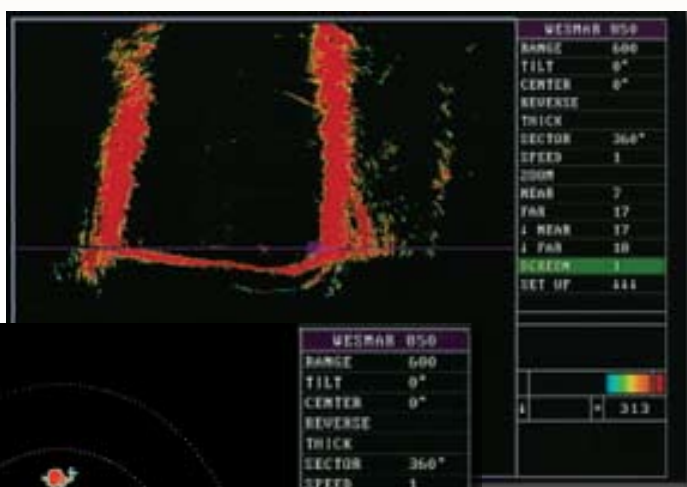 WESMAR 850
RANGE 600
TILT 0°
CENTER 0°
REVERSE
THICK
SECTOR 360°
SPEED 1
ZOOM
NEAR 7
FAR 17
↓ NEAR 17
↓ FAR 18
SCREEN 1
SET UP ↓↓↓
↓ * 313
WESMAR 850
RANGE 600
TILT 0°
CENTER 0°
REVERSE
THICK
SECTOR 360°
SPEED 1